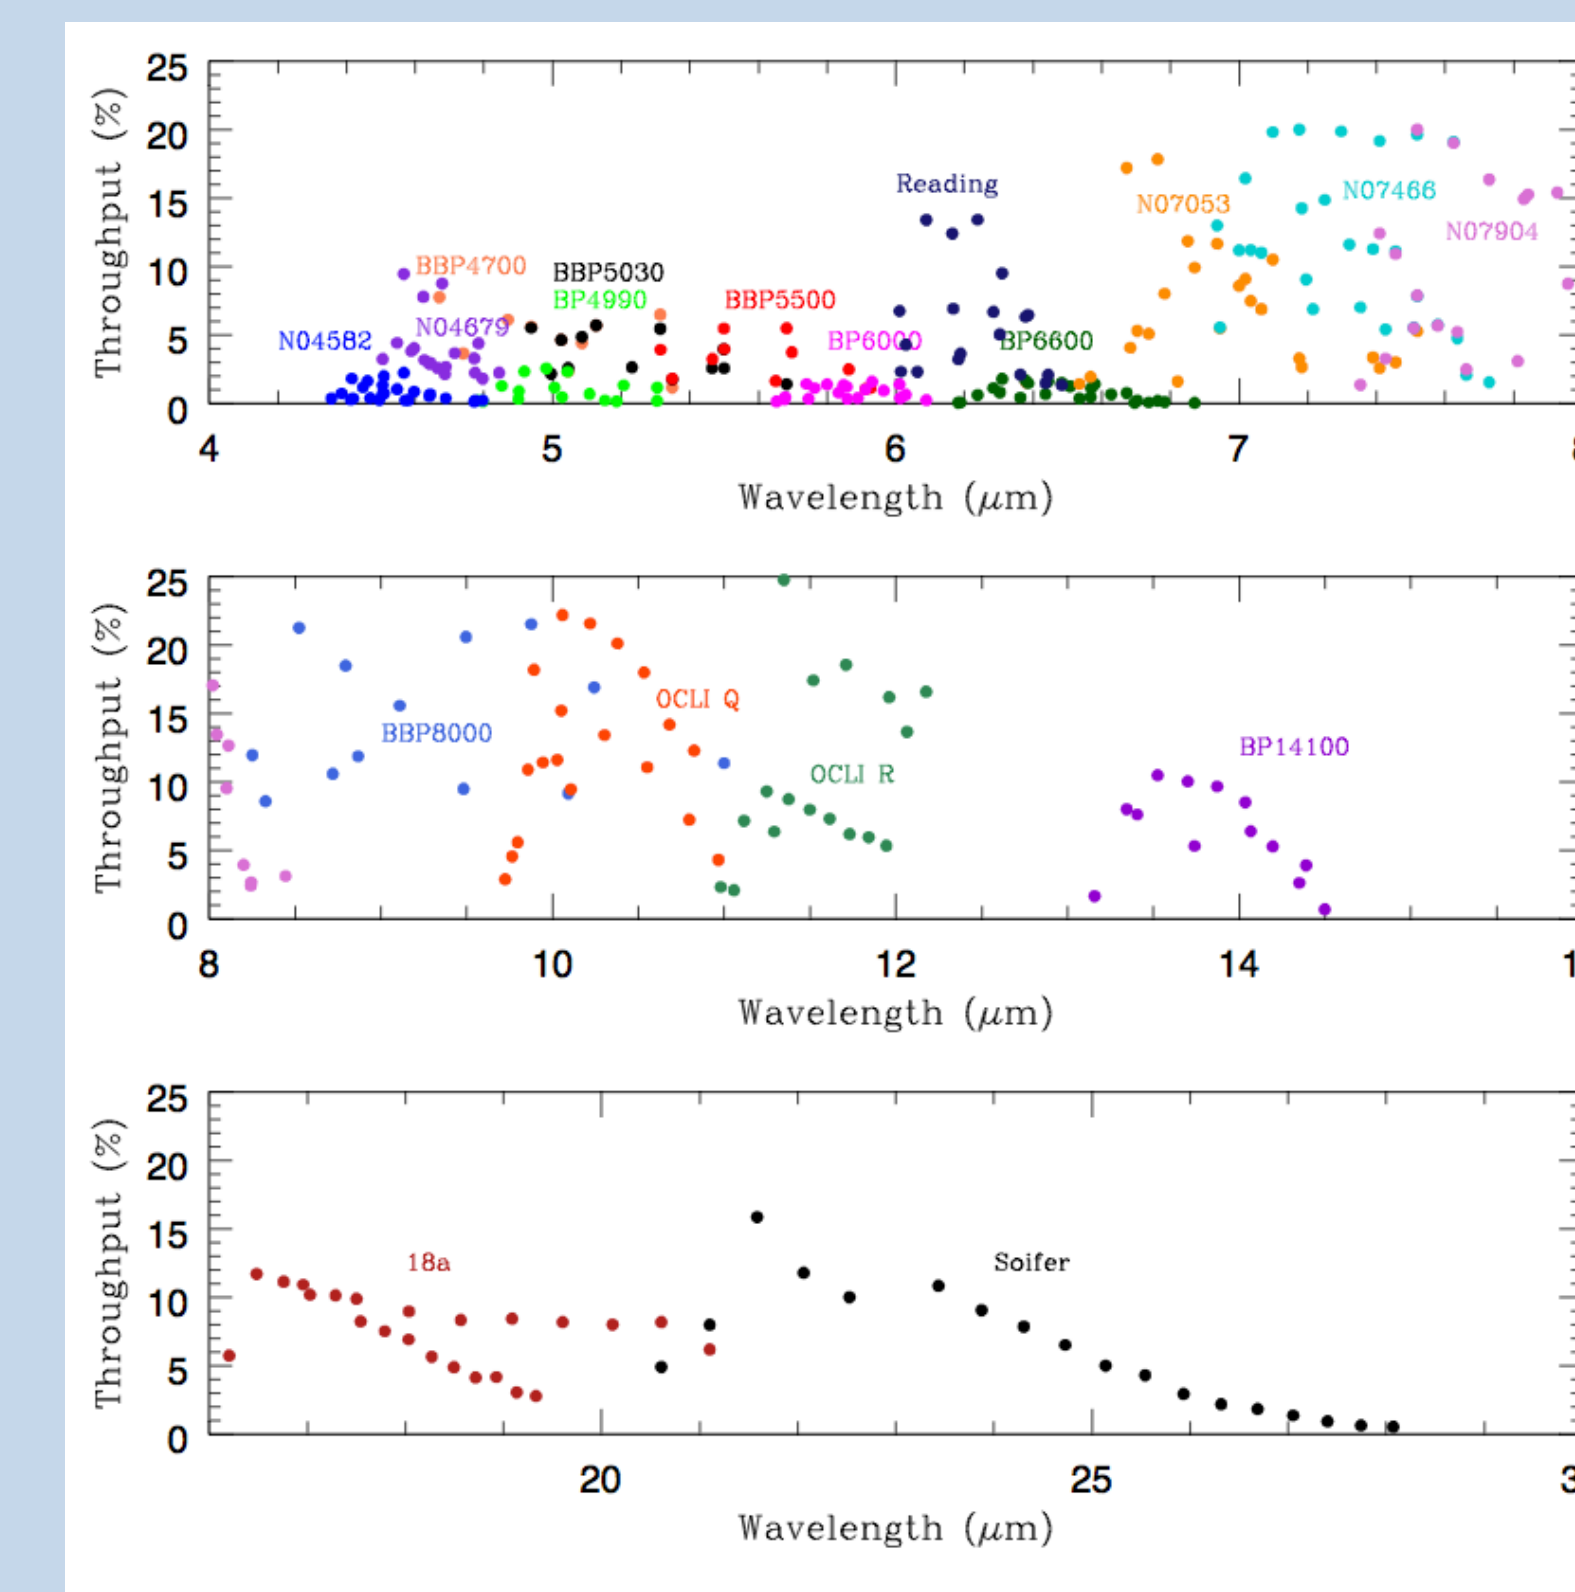 25
20
15
10
5
0
Throughput (%)
Reading
N07053
N07466
N07904
BBP4700
BBP5030
BP4990
BBP5500
N04582
N04679
BP6000
BP6600
4 5 6 7
Wavelength (μm)
25
20
15
10
5
0
Throughput (%)
OCLI Q
BBP8000
OCLI R
BP14100
8 10 12 14
Wavelength (μm)
25
20
15
10
5
0
Throughput (%)
18a
Soifer
20 25
Wavelength (μm)